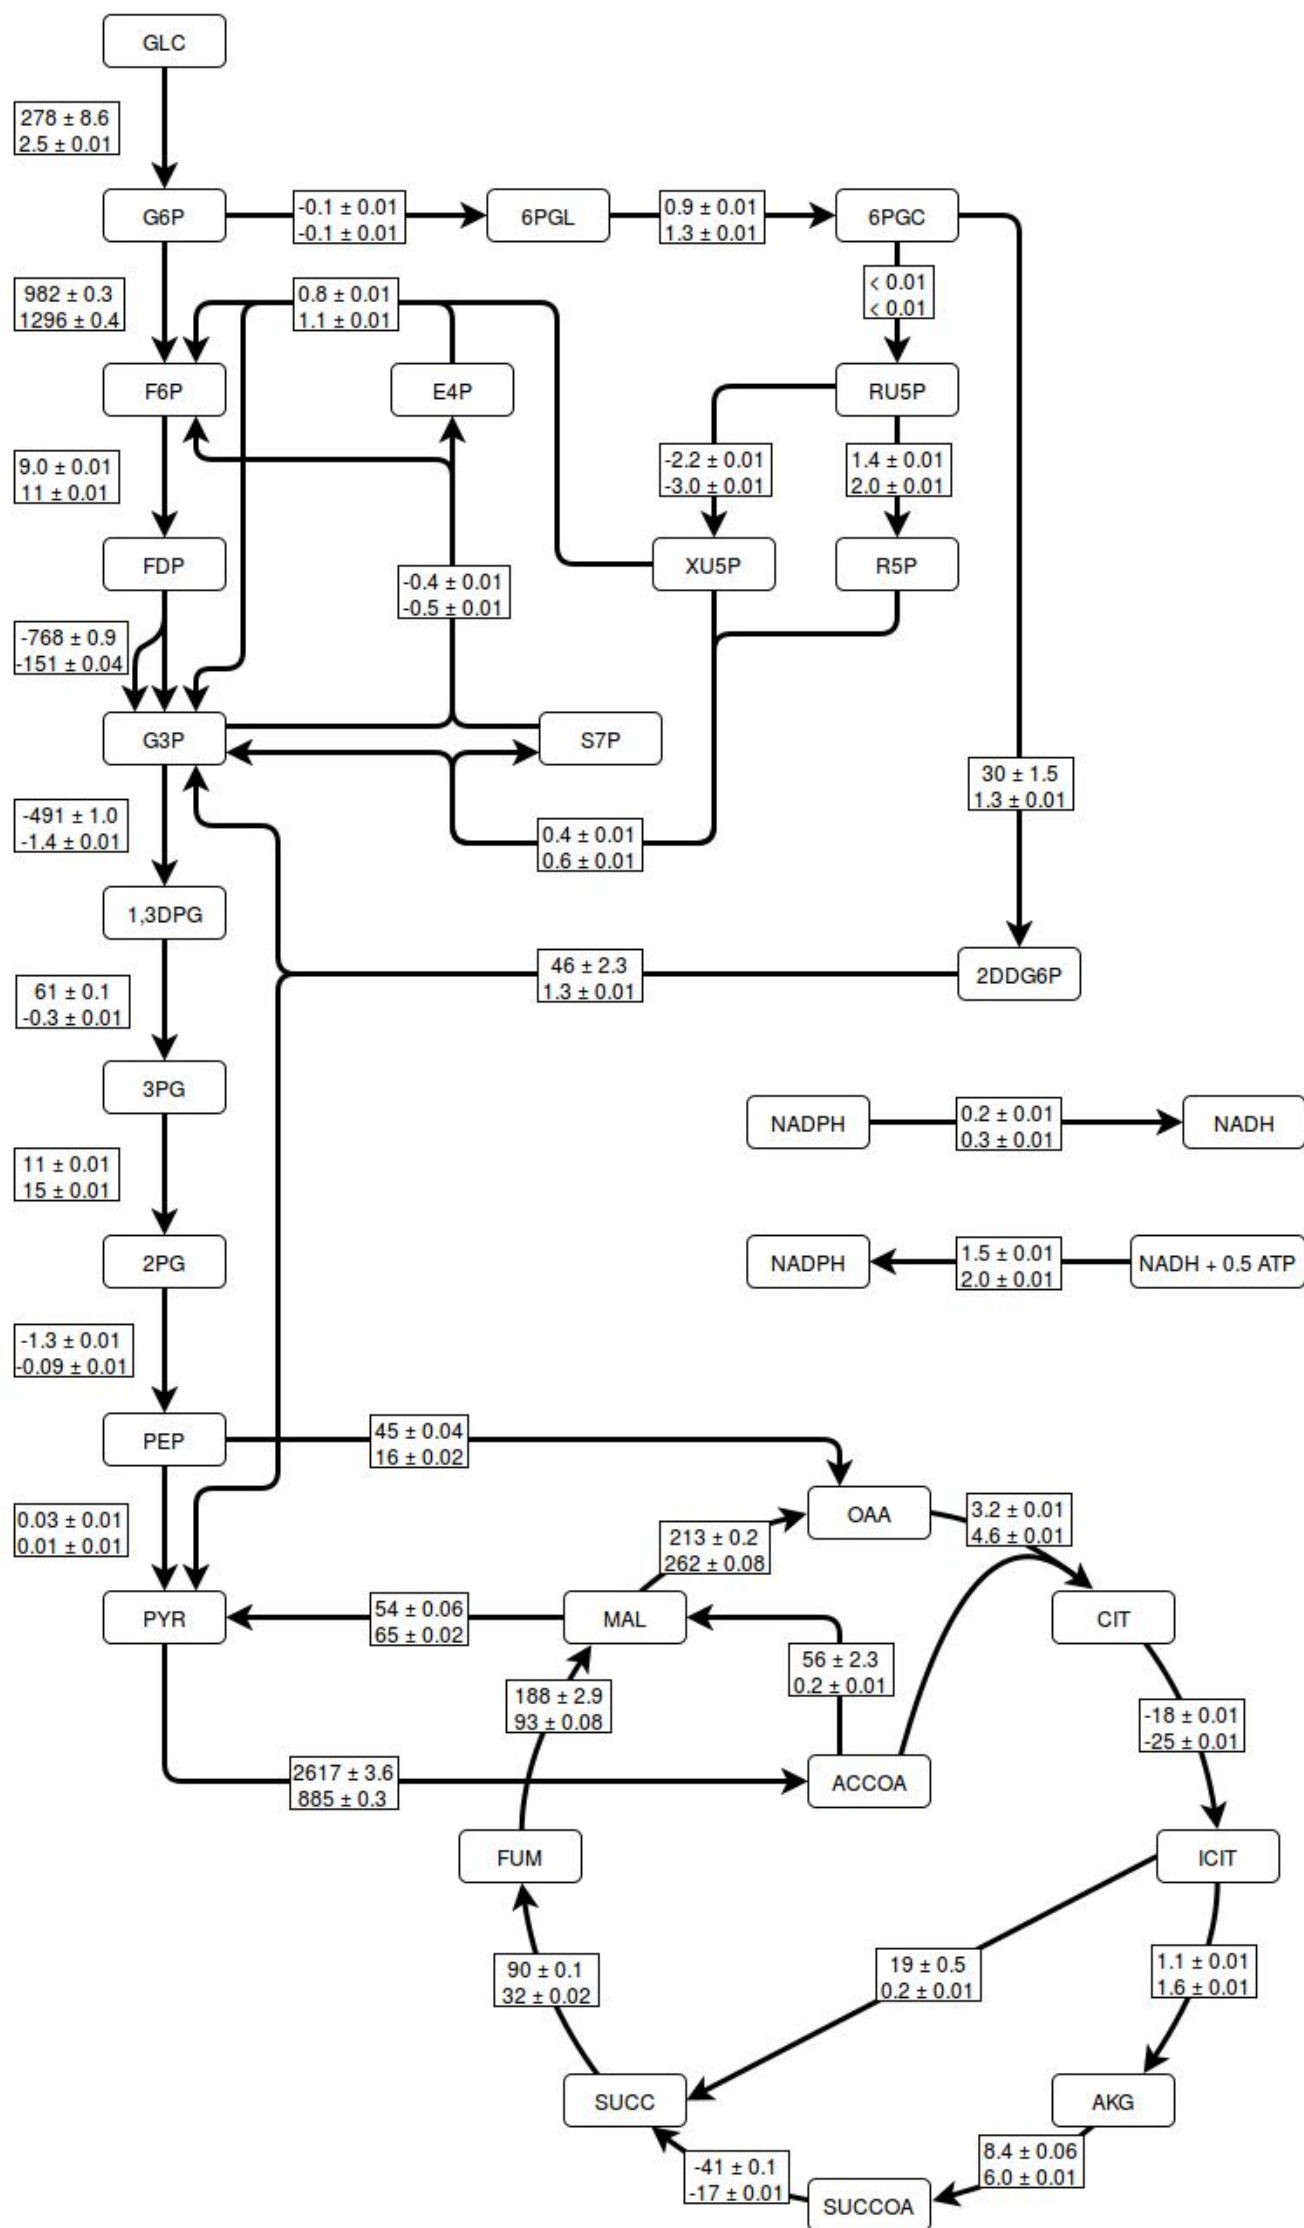 GLC
278 ± 8.6
2.5 ± 0.01
G6P
-0.1 ± 0.01
-0.1 ± 0.01
6PGL
0.9 ± 0.01
1.3 ± 0.01
6PGC
982 ± 0.3
1296 ± 0.4
0.8 ± 0.01
1.1 ± 0.01
< 0.01
< 0.01
F6P
E4P
RU5P
9.0 ± 0.01
11 ± 0.01
-2.2 ± 0.01
-3.0 ± 0.01
1.4 ± 0.01
2.0 ± 0.01
FDP
XU5P
R5P
-0.4 ± 0.01
-0.5 ± 0.01
-768 ± 0.9
-151 ± 0.04
G3P
S7P
30 ± 1.5
1.3 ± 0.01
-491 ± 1.0
-1.4 ± 0.01
0.4 ± 0.01
0.6 ± 0.01
1,3DPG
46 ± 2.3
1.3 ± 0.01
2DDG6P
61 ± 0.1
-0.3 ± 0.01
3PG
NADPH
0.2 ± 0.01
0.3 ± 0.01
NADH
11 ± 0.01
15 ± 0.01
2PG
NADPH
1.5 ± 0.01
2.0 ± 0.01
NADH + 0.5 ATP
-1.3 ± 0.01
-0.09 ± 0.01
PEP
45 ± 0.04
16 ± 0.02
OAA
3.2 ± 0.01
4.6 ± 0.01
0.03 ± 0.01
0.01 ± 0.01
213 ± 0.2
262 ± 0.08
PYR
54 ± 0.06
65 ± 0.02
MAL
CIT
56 ± 2.3
0.2 ± 0.01
188 ± 2.9
93 ± 0.08
-18 ± 0.01
-25 ± 0.01
2617 ± 3.6
885 ± 0.3
ACCOA
FUM
ICIT
90 ± 0.1
32 ± 0.02
19 ± 0.5
0.2 ± 0.01
1.1 ± 0.01
1.6 ± 0.01
SUCC
AKG
-41 ± 0.1
-17 ± 0.01
8.4 ± 0.06
6.0 ± 0.01
SUCCOA